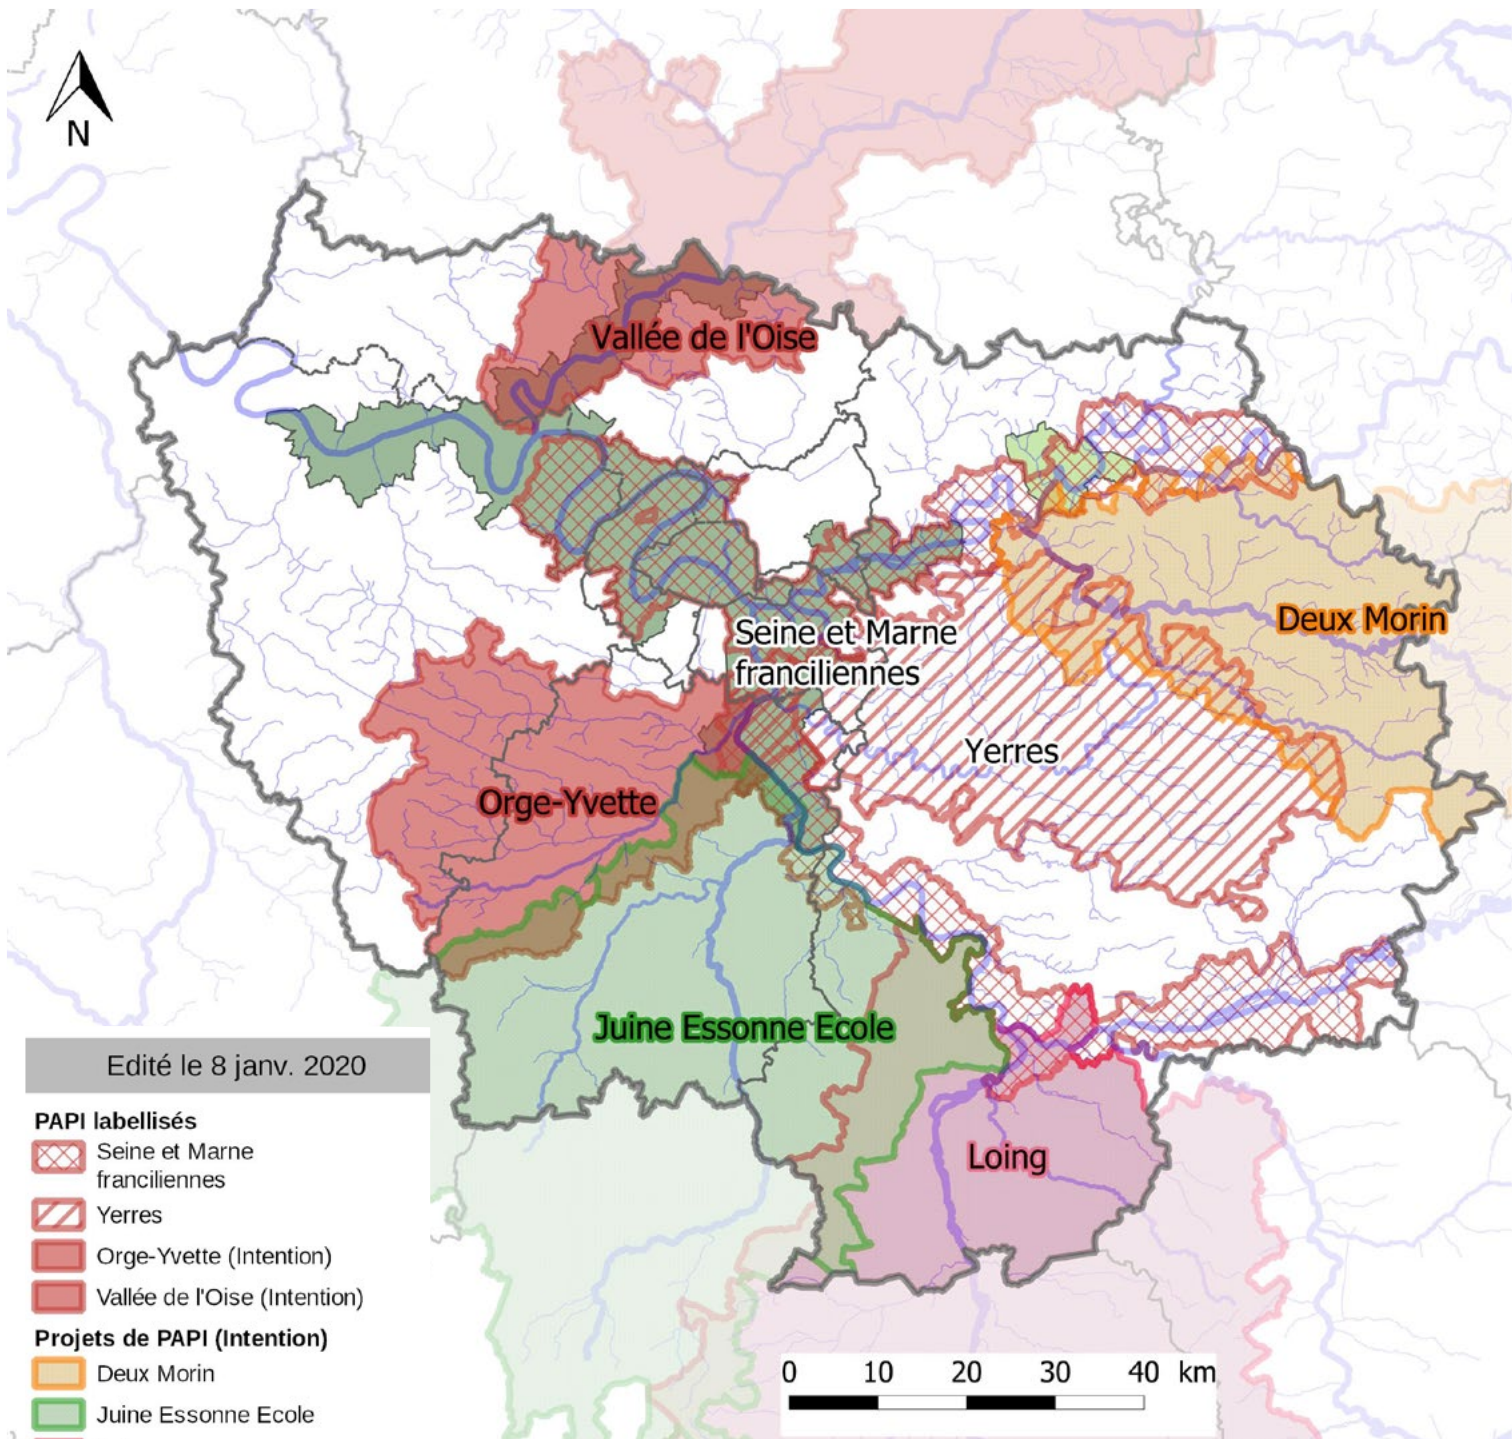 N
Vallée de l'Oise
Deux Morin
Seine et Marne
franciliennes
Yerres
Orge-Yvette
Juine Essonne Ecole
Loing
Edité le 8 janv. 2020
PAPI labellisés
Seine et Marne
franciliennes
Yerres
Orge-Yvette (Intention)
Vallée de l'Oise (Intention)
Projets de PAPI (Intention)
Deux Morin
Juine Essonne Ecole
0 10 20 30 40 km